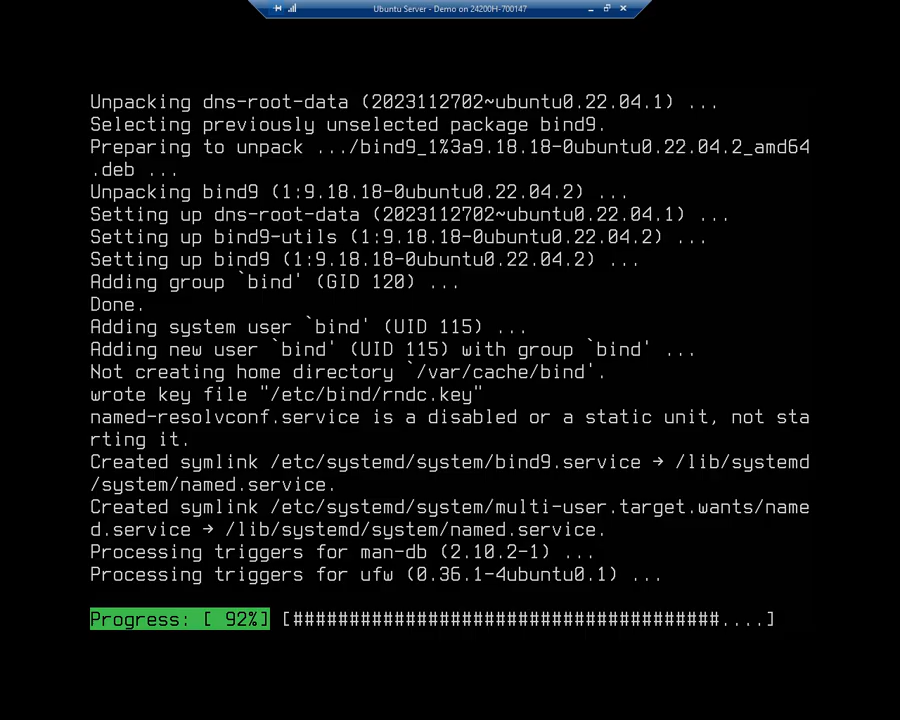 Ubuntu Server - Demo on 24200H-700147
Unpacking dns-root-data (2023112702~ubuntu0.22.04.1) ...
Selecting previously unselected package bind9.
Preparing to unpack .../bind9_1%3a9.18.18-0ubuntu0.22.04.2_amd64
.deb ...
Unpacking bind9 (1:9.18.18-0ubuntu0.22.04.2) ...
Setting up dns-root-data (2023112702~ubuntu0.22.04.1) ...
Setting up bind9-utils (1:9.18.18-0ubuntu0.22.04.2) ...
Setting up bind9 (1:9.18.18-0ubuntu0.22.04.2) ...
Adding group `bind' (GID 120) ...
Done.
Adding system user `bind' (UID 115) ...
Adding new user `bind' (UID 115) with group `bind' ...
Not creating home directory `/var/cache/bind'.
wrote key file "/etc/bind/rndc.key"
named-resolvconf.service is a disabled or a static unit, not sta
rting it.
Created symlink /etc/systemd/system/bind9.service → /lib/systemd
/system/named.service.
Created symlink /etc/systemd/system/multi-user.target.wants/name
d.service → /lib/systemd/system/named.service.
Processing triggers for man-db (2.10.2-1) ...
Processing triggers for ufw (0.36.1-4ubuntu0.1) ...
Progress: [ 92%] [######################################....]